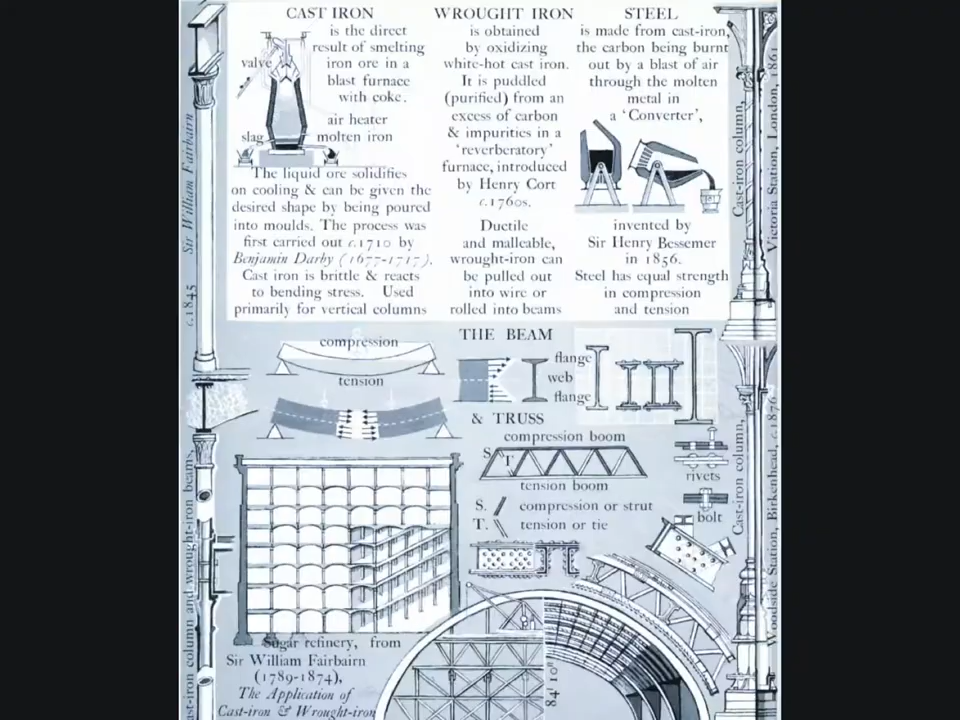 CAST IRON
is the direct
result of smelting
iron ore in a
blast furnace
with coke.
valve
air heater
slag
molten iron
The liquid ore solidifies
on cooling & can be given the
desired shape by being poured
into moulds. The process was
first carried out c.1710 by
Benjamin Darby (1677-1717).
Cast iron is brittle & reacts
to bending stress. Used
primarily for vertical columns
WROUGHT IRON
is obtained
by oxidizing
white-hot cast iron.
It is puddled
(purified) from an
excess of carbon
& impurities in a
'reverberatory'
furnace, introduced
by Henry Cort
c.1760s.
Ductile
and malleable,
wrought-iron can
be pulled out
into wire or
rolled into beams
STEEL
is made from cast-iron,
the carbon being burnt
out by a blast of air
through the molten
metal in
a 'Converter',
invented by
Sir Henry Bessemer
in 1856.
Steel has equal strength
in compression
and tension
Sir William Fairbairn
c.1845
Cast-iron column,
Victoria Station, London, 1861
THE BEAM
compression
tension
flange
web
flange
& TRUSS
compression boom
S
T
tension boom
S. compression or strut
T. tension or tie
rivets
bolt
Cast-iron column,
Woodside Station, Birkenhead, c.1876
cast-iron column and wrought-iron beams,
Sugar refinery, from
Sir William Fairbairn
(1789-1874),
The Application of
Cast-iron & Wrought-iron
84' 10"